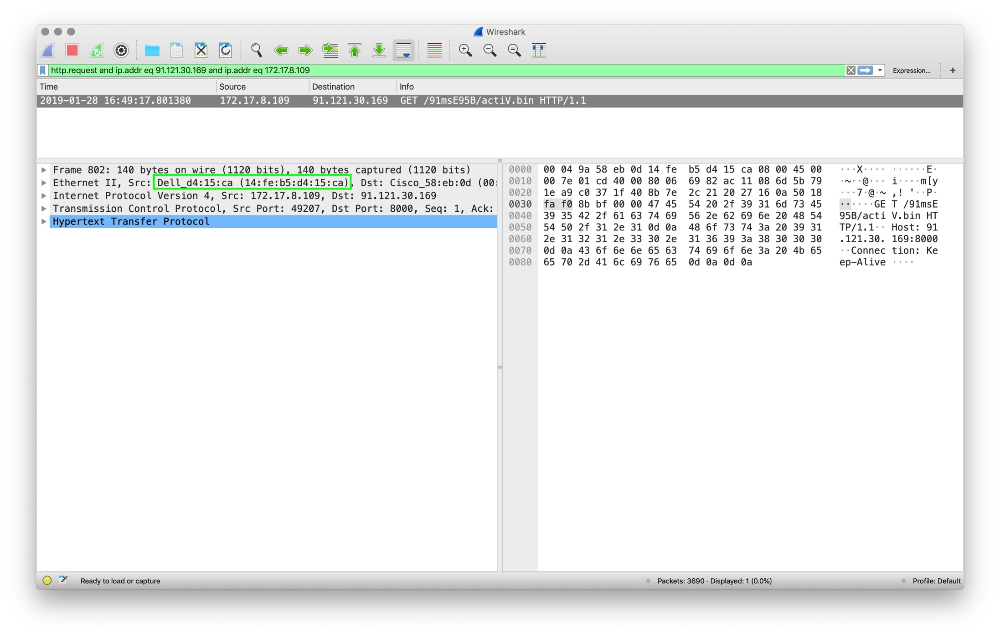 Wireshark
http.request and ip.addr eq 91.121.30.169 and ip.addr eq 172.17.8.109
Expression... +
Time Source Destination Info
2019-01-28 16:49:17.801380 172.17.8.109 91.121.30.169 GET /91msE95B/actiV.bin HTTP/1.1
Frame 802: 140 bytes on wire (1120 bits), 140 bytes captured (1120 bits)
Ethernet II, Src: Dell_d4:15:ca (14:fe:b5:d4:15:ca), Dst: Cisco_58:eb:0d (00:
Internet Protocol Version 4, Src: 172.17.8.109, Dst: 91.121.30.169
Transmission Control Protocol, Src Port: 49207, Dst Port: 8000, Seq: 1, Ack:
Hypertext Transfer Protocol
0000 00 04 9a 58 eb 0d 14 fe b5 d4 15 ca 08 00 45 00 ···X···· ······E·
0010 00 7e 01 cd 40 00 80 06 69 82 ac 11 08 6d 5b 79 ·~··@··· i····m[y
0020 1e a9 c0 37 1f 40 8b 7e 2c 21 20 27 16 0a 50 18 ···7·@·~ ,! '··P·
0030 fa f0 8b bf 00 00 47 45 54 20 2f 39 31 6d 73 45 ······GE T /91msE
0040 39 35 42 2f 61 63 74 69 56 2e 62 69 6e 20 48 54 95B/acti V.bin HT
0050 54 50 2f 31 2e 31 0d 0a 48 6f 73 74 3a 20 39 31 TP/1.1·· Host: 91
0060 2e 31 32 31 2e 33 30 2e 31 36 39 3a 38 30 30 30 .121.30. 169:8000
0070 0d 0a 43 6f 6e 6e 65 63 74 69 6f 6e 3a 20 4b 65 ··Connec tion: Ke
0080 65 70 2d 41 6c 69 76 65 0d 0a 0d 0a ep-Alive ····
Ready to load or capture
Packets: 3690 · Displayed: 1 (0.0%)
Profile: Default